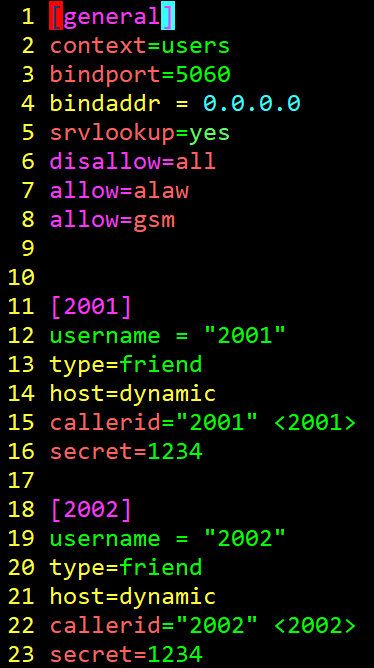 1 [general]
2 context=users
3 bindport=5060
4 bindaddr = 0.0.0.0
5 srvlookup=yes
6 disallow=all
7 allow=alaw
8 allow=gsm
9
10
11 [2001]
12 username = "2001"
13 type=friend
14 host=dynamic
15 callerid="2001" <2001>
16 secret=1234
17
18 [2002]
19 username = "2002"
20 type=friend
21 host=dynamic
22 callerid="2002" <2002>
23 secret=1234